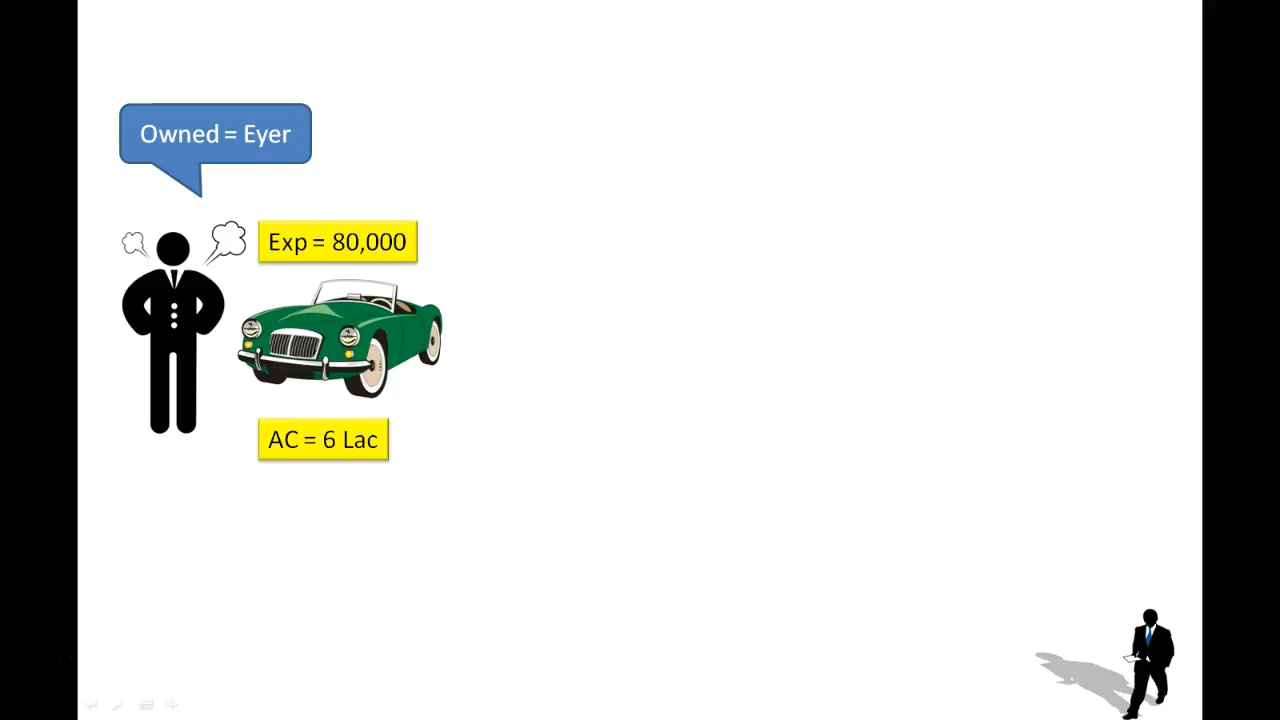 Owned = Eyer
Exp = 80,000
AC = 6 Lac